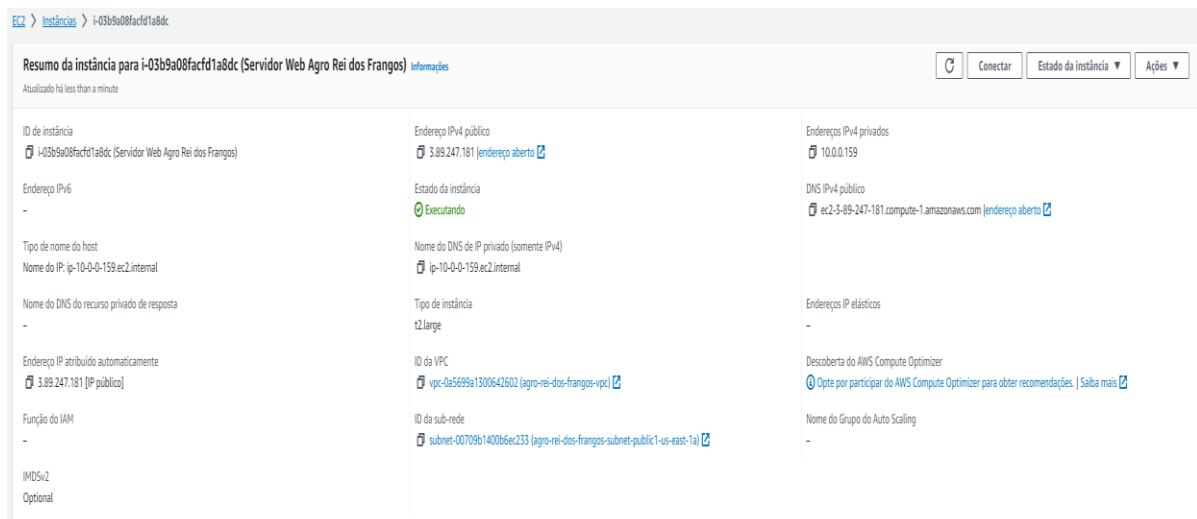 EC2 > Instâncias > i-03b9a08facfd1a8dc
Resumo da instância para i-03b9a08facfd1a8dc (Servidor Web Agro Rei dos Frangos) Informações
Conectar
Estado da instância ▼
Ações ▼
Atualizado há less than a minute
ID de instância
i-03b9a08facfd1a8dc (Servidor Web Agro Rei dos Frangos)
Endereço IPv4 público
3.89.247.181 |endereço aberto
Endereços IPv4 privados
10.0.0.159
Endereço IPv6
–
Estado da instância
Executando
DNS IPv4 público
ec2-3-89-247-181.compute-1.amazonaws.com |endereço aberto
Tipo de nome do host
Nome do IP: ip-10-0-0-159.ec2.internal
Nome do DNS de IP privado (somente IPv4)
ip-10-0-0-159.ec2.internal
Nome do DNS do recurso privado de resposta
–
Tipo de instância
t2.large
Endereços IP elásticos
–
Endereço IP atribuído automaticamente
3.89.247.181 [IP público]
ID da VPC
vpc-0a5699a1300642602 (agro-rei-dos-frangos-vpc)
Descoberta do AWS Compute Optimizer
Opte por participar do AWS Compute Optimizer para obter recomendações. | Saiba mais
Função do IAM
–
ID da sub-rede
subnet-00709b1400b6ec233 (agro-rei-dos-frangos-subnet-public1-us-east-1a)
Nome do Grupo do Auto Scaling
–
IMDSv2
Optional